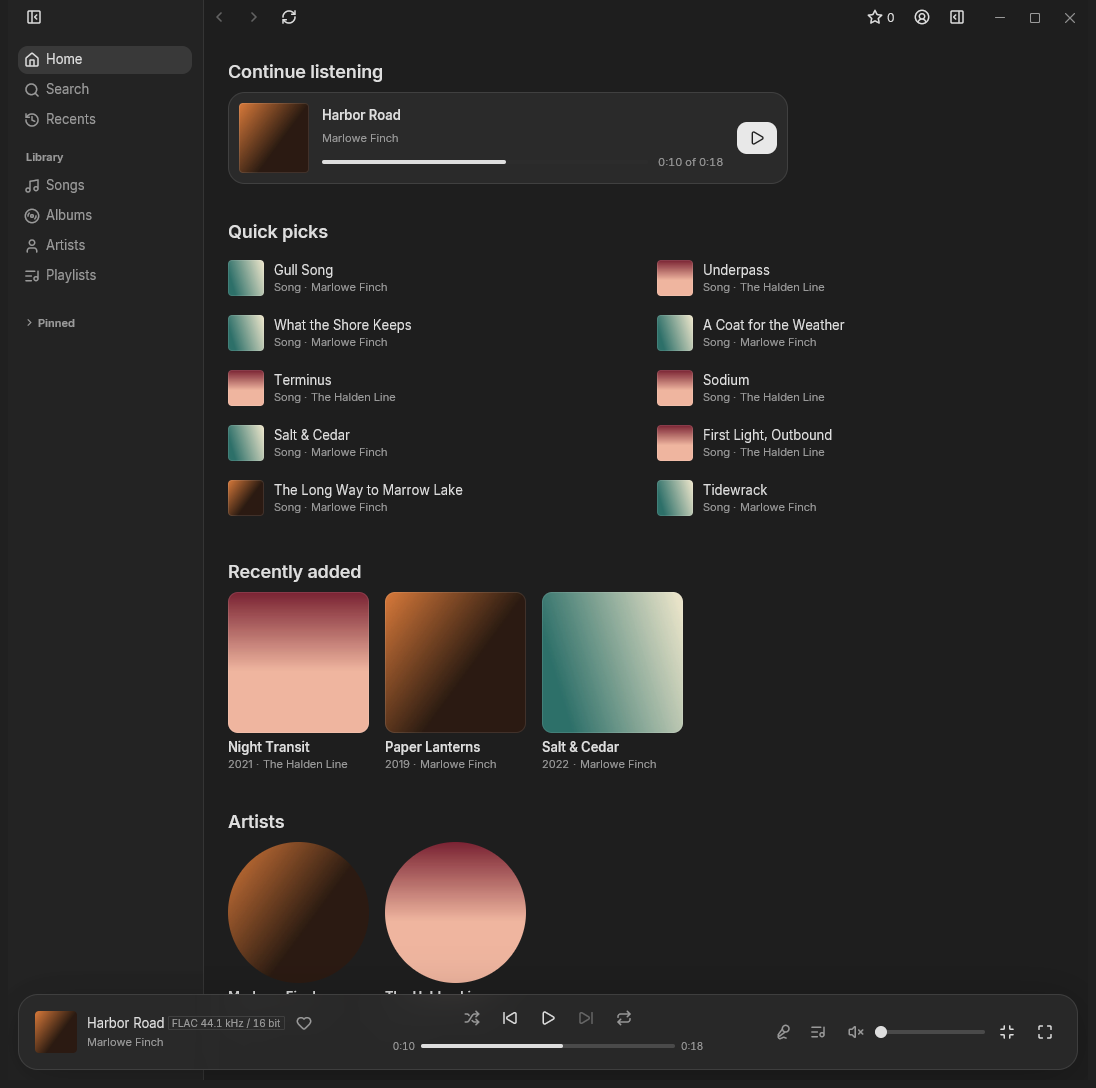 0
Home
Search
Recents
Library
Songs
Albums
Artists
Playlists
Pinned
Continue listening
Harbor Road
Marlowe Finch
0:10 of 0:18
Quick picks
Gull Song
Song · Marlowe Finch
Underpass
Song · The Halden Line
What the Shore Keeps
Song · Marlowe Finch
A Coat for the Weather
Song · Marlowe Finch
Terminus
Song · The Halden Line
Sodium
Song · The Halden Line
Salt & Cedar
Song · Marlowe Finch
First Light, Outbound
Song · The Halden Line
The Long Way to Marrow Lake
Song · Marlowe Finch
Tidewrack
Song · Marlowe Finch
Recently added
Night Transit
2021 · The Halden Line
Paper Lanterns
2019 · Marlowe Finch
Salt & Cedar
2022 · Marlowe Finch
Artists
Harbor Road FLAC 44.1 kHz / 16 bit
Marlowe Finch
0:10
0:18